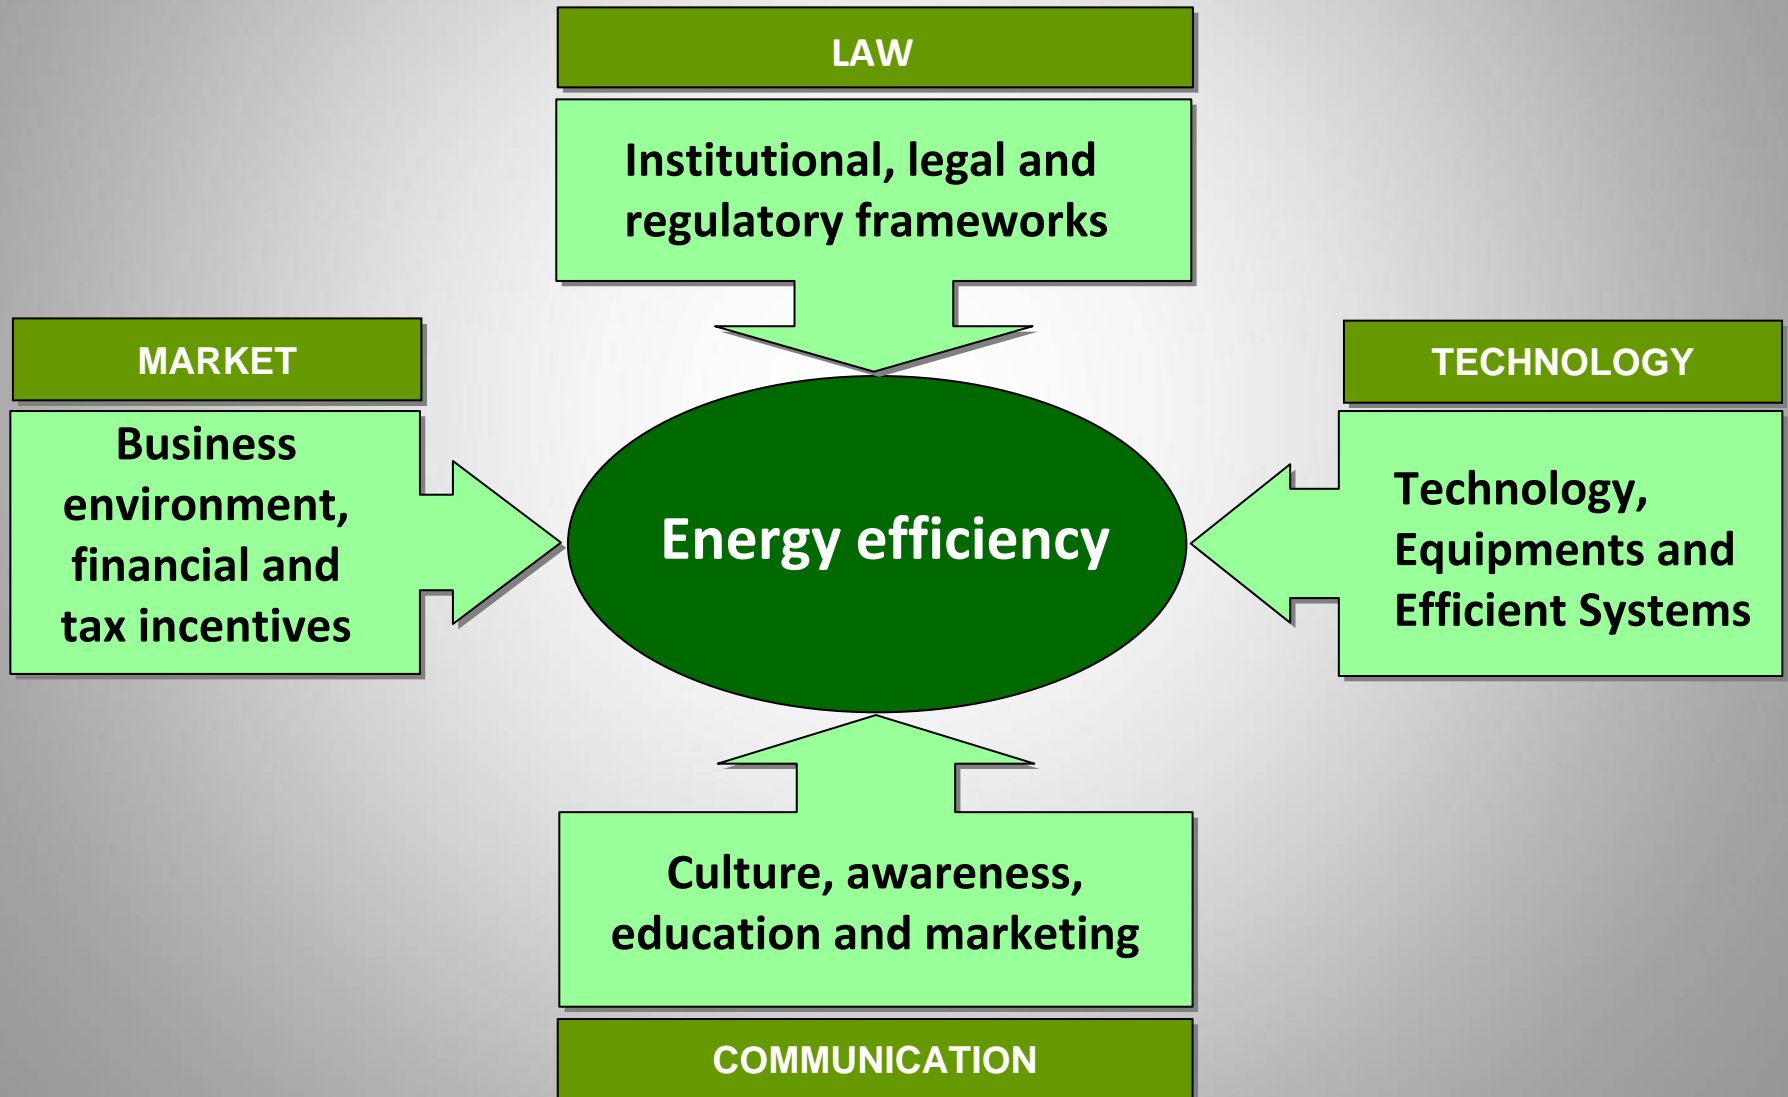 LAW
Institutional, legal and
regulatory frameworks
MARKET
Business
environment,
financial and
tax incentives
Energy efficiency
TECHNOLOGY
Technology,
Equipments and
Efficient Systems
Culture, awareness,
education and marketing
COMMUNICATION